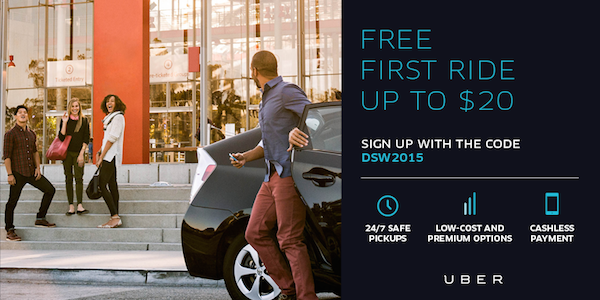 FREE
FIRST RIDE
UP TO $20
SIGN UP WITH THE CODE
DSW2015
24/7 SAFE
PICKUPS
LOW-COST AND
PREMIUM OPTIONS
CASHLESS
PAYMENT
UBER